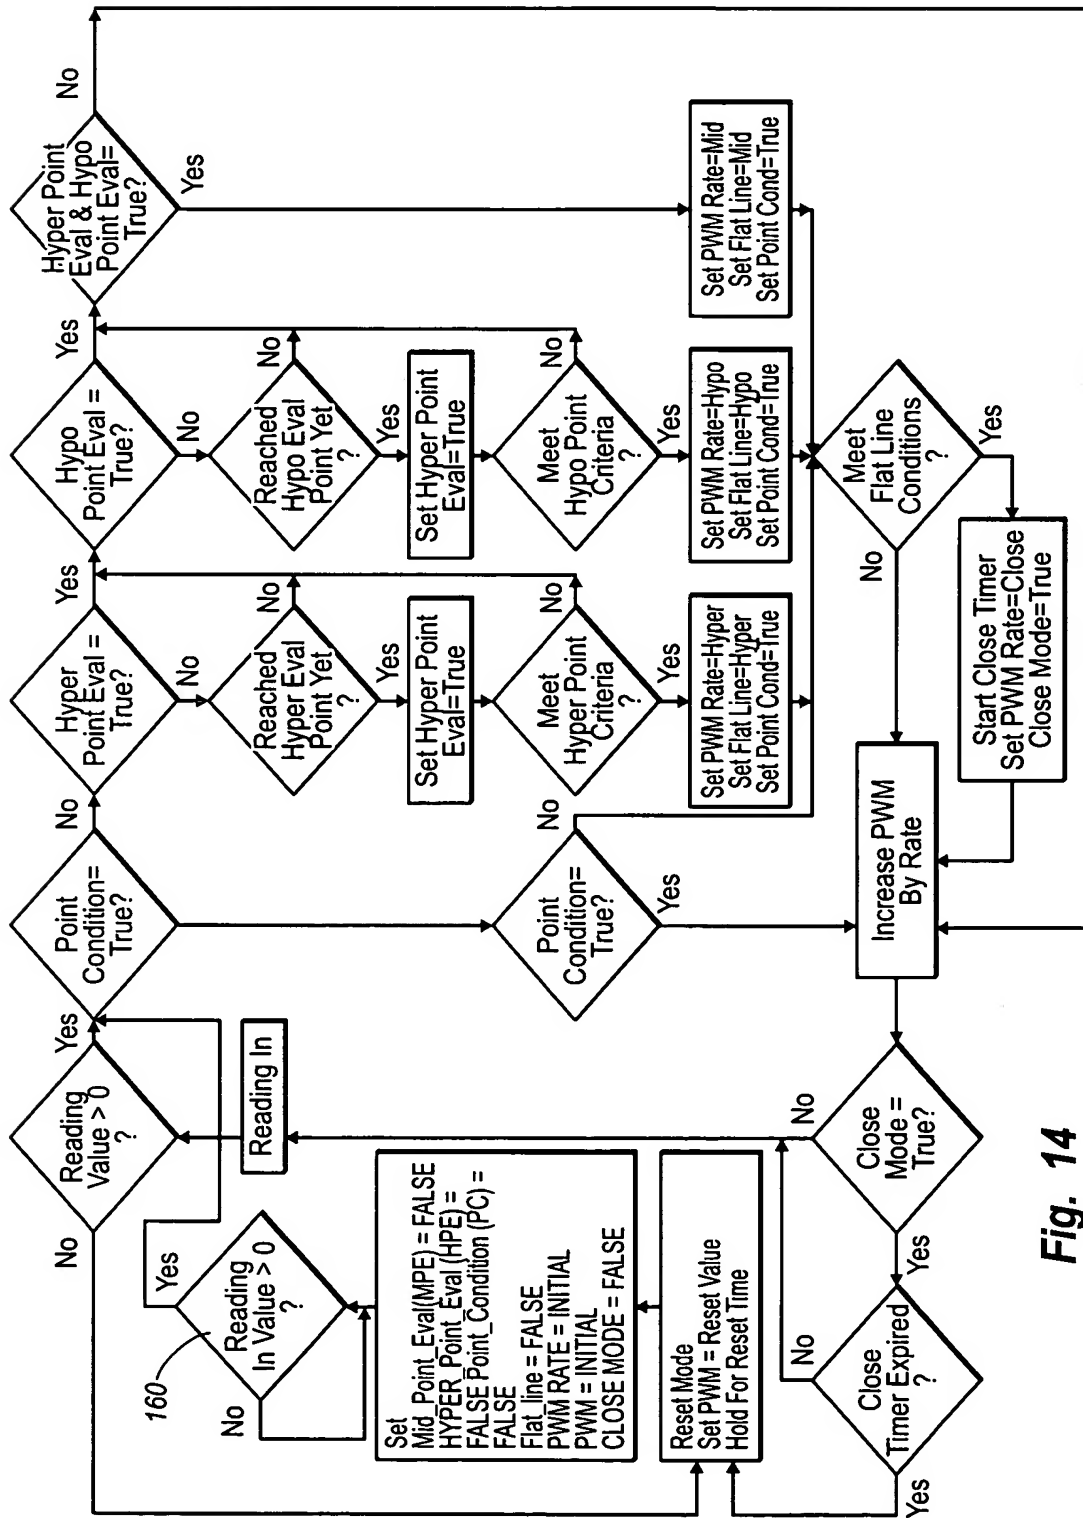 Reading
Value > 0
?
No
Yes
Point
Condition=
True?
No
Hyper
Point Eval =
True?
Yes
No
Hypo
Point Eval =
True?
Yes
No
Hyper Point
Eval & Hypo
Point Eval=
True?
No
Yes
160
Reading
In Value > 0
?
Yes
No
Reading In
Reached
Hyper Eval
Point Yet
?
No
Yes
Reached
Hypo Eval
Point Yet
?
No
Yes
Set Hyper Point
Eval=True
Set Hyper Point
Eval=True
Set
Mid_Point_Eval(MPE) = FALSE
HYPER_Point_Eval (HPE) =
FALSE Point_Condition (PC) =
FALSE
Flat_line = FALSE
PWM RATE = INITIAL
PWM = INITIAL
CLOSE MODE = FALSE
Point
Condition=
True?
No
Yes
Meet
Hyper Point
Criteria
?
No
Yes
Meet
Hypo Point
Criteria
?
No
Yes
Reset Mode
Set PWM = Reset Value
Hold For Reset Time
Set PWM Rate=Hyper
Set Flat Line=Hyper
Set Point Cond=True
Set PWM Rate=Hypo
Set Flat Line=Hypo
Set Point Cond=True
Set PWM Rate=Mid
Set Flat Line=Mid
Set Point Cond=True
Close
Timer Expired
?
No
Yes
Close
Mode =
True?
No
Yes
Increase PWM
By Rate
Meet
Flat Line
Conditions
?
No
Yes
Start Close Timer
Set PWM Rate=Close
Close Mode=True
Fig. 14